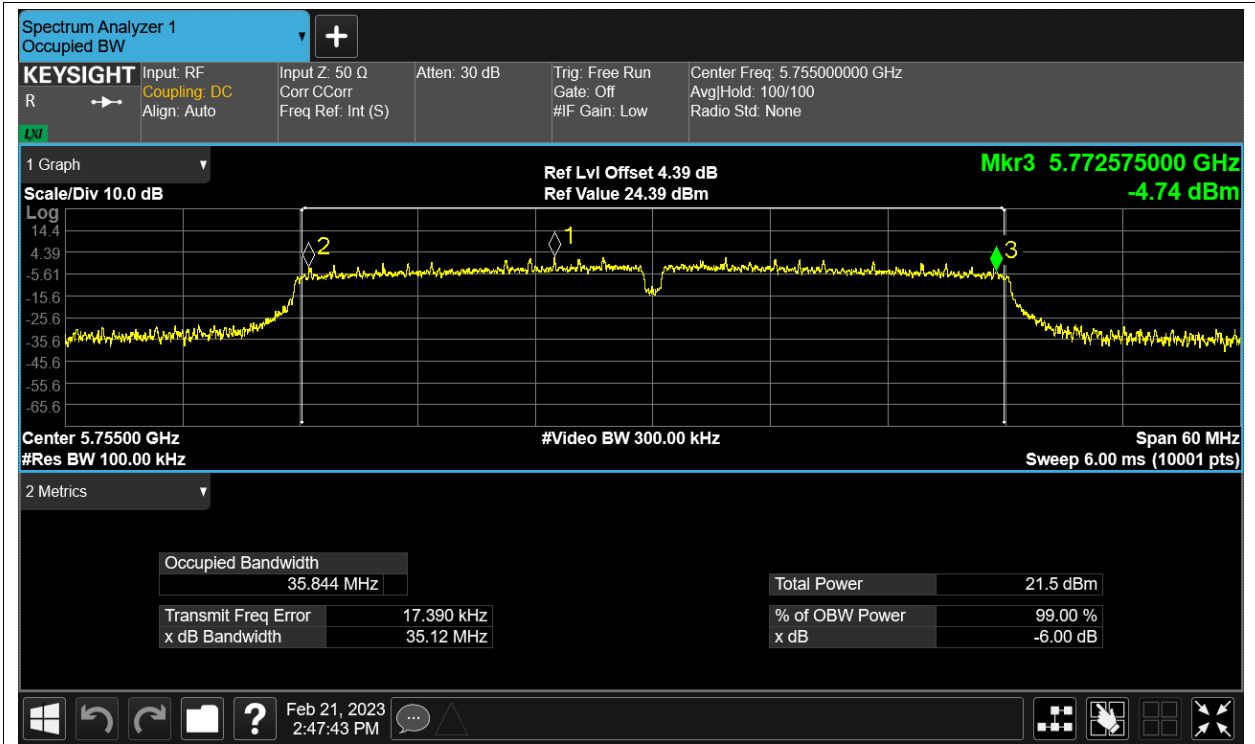 Spectrum Analyzer 1
Occupied BW
KEYSIGHT
R
LXI
Input: RF
Coupling: DC
Align: Auto
Input Z: 50 Ω
Corr CCorr
Freq Ref: Int (S)
Atten: 30 dB
Trig: Free Run
Gate: Off
#IF Gain: Low
Center Freq: 5.755000000 GHz
Avg|Hold: 100/100
Radio Std: None
1 Graph
Scale/Div 10.0 dB
Ref Lvl Offset 4.39 dB
Ref Value 24.39 dBm
Mkr3 5.772575000 GHz
-4.74 dBm
Log
14.4
4.39
-5.61
-15.6
-25.6
-35.6
-45.6
-55.6
-65.6
2
1
3
Center 5.75500 GHz
#Res BW 100.00 kHz
#Video BW 300.00 kHz
Span 60 MHz
Sweep 6.00 ms (10001 pts)
2 Metrics
Occupied Bandwidth
35.844 MHz
Transmit Freq Error 17.390 kHz
x dB Bandwidth 35.12 MHz
Total Power 21.5 dBm
% of OBW Power 99.00 %
x dB -6.00 dB
?
Feb 21, 2023
2:47:43 PM